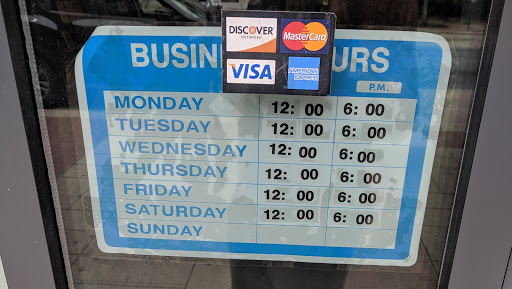 DISCOVER
NETWORK
MasterCard
VISA
AMERICAN EXPRESS
BUSIN URS
P.M.
MONDAY 12: 00 6: 00
TUESDAY 12: 00 6: 00
WEDNESDAY 12: 00 6: 00
THURSDAY 12: 00 6: 00
FRIDAY 12: 00 6: 00
SATURDAY 12: 00 6: 00
SUNDAY